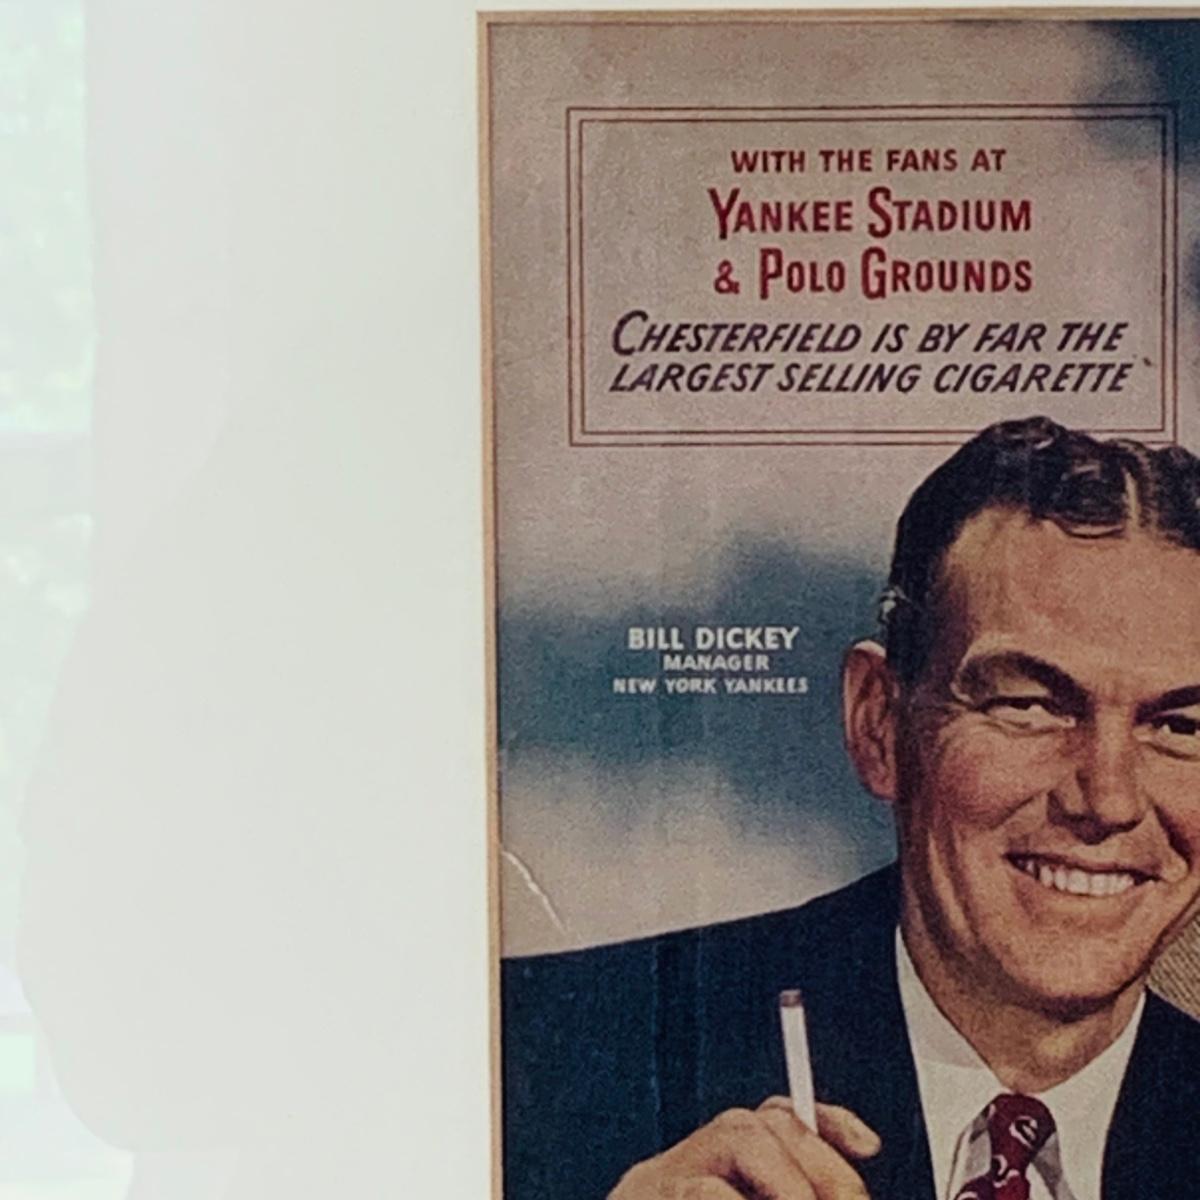 WITH THE FANS AT
YANKEE STADIUM
& POLO GROUNDS
CHESTERFIELD IS BY FAR THE
LARGEST SELLING CIGARETTE
BILL DICKEY
MANAGER
NEW YORK YANKEES